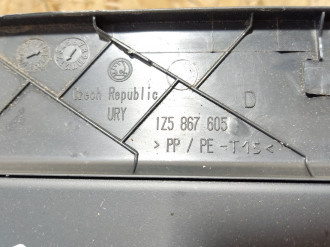 Czech Republic
URY
D
1Z5 867 605
> PP / PE -T15<